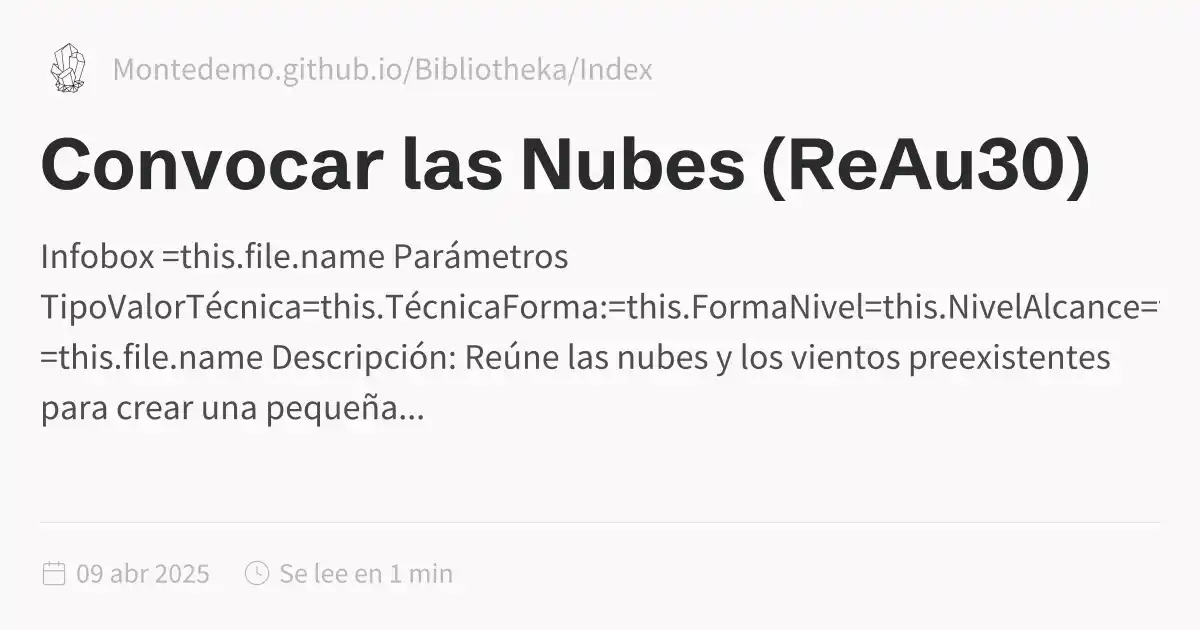 Montedemo.github.io/Bibliotheka/Index
Convocar las Nubes (ReAu30)
Infobox =this.file.name Parámetros
TipoValorTécnica=this.TécnicaForma:=this.FormaNivel=this.NivelAlcance=
=this.file.name Descripción: Reúne las nubes y los vientos preexistentes
para crear una pequeña...
09 abr 2025
Se lee en 1 min